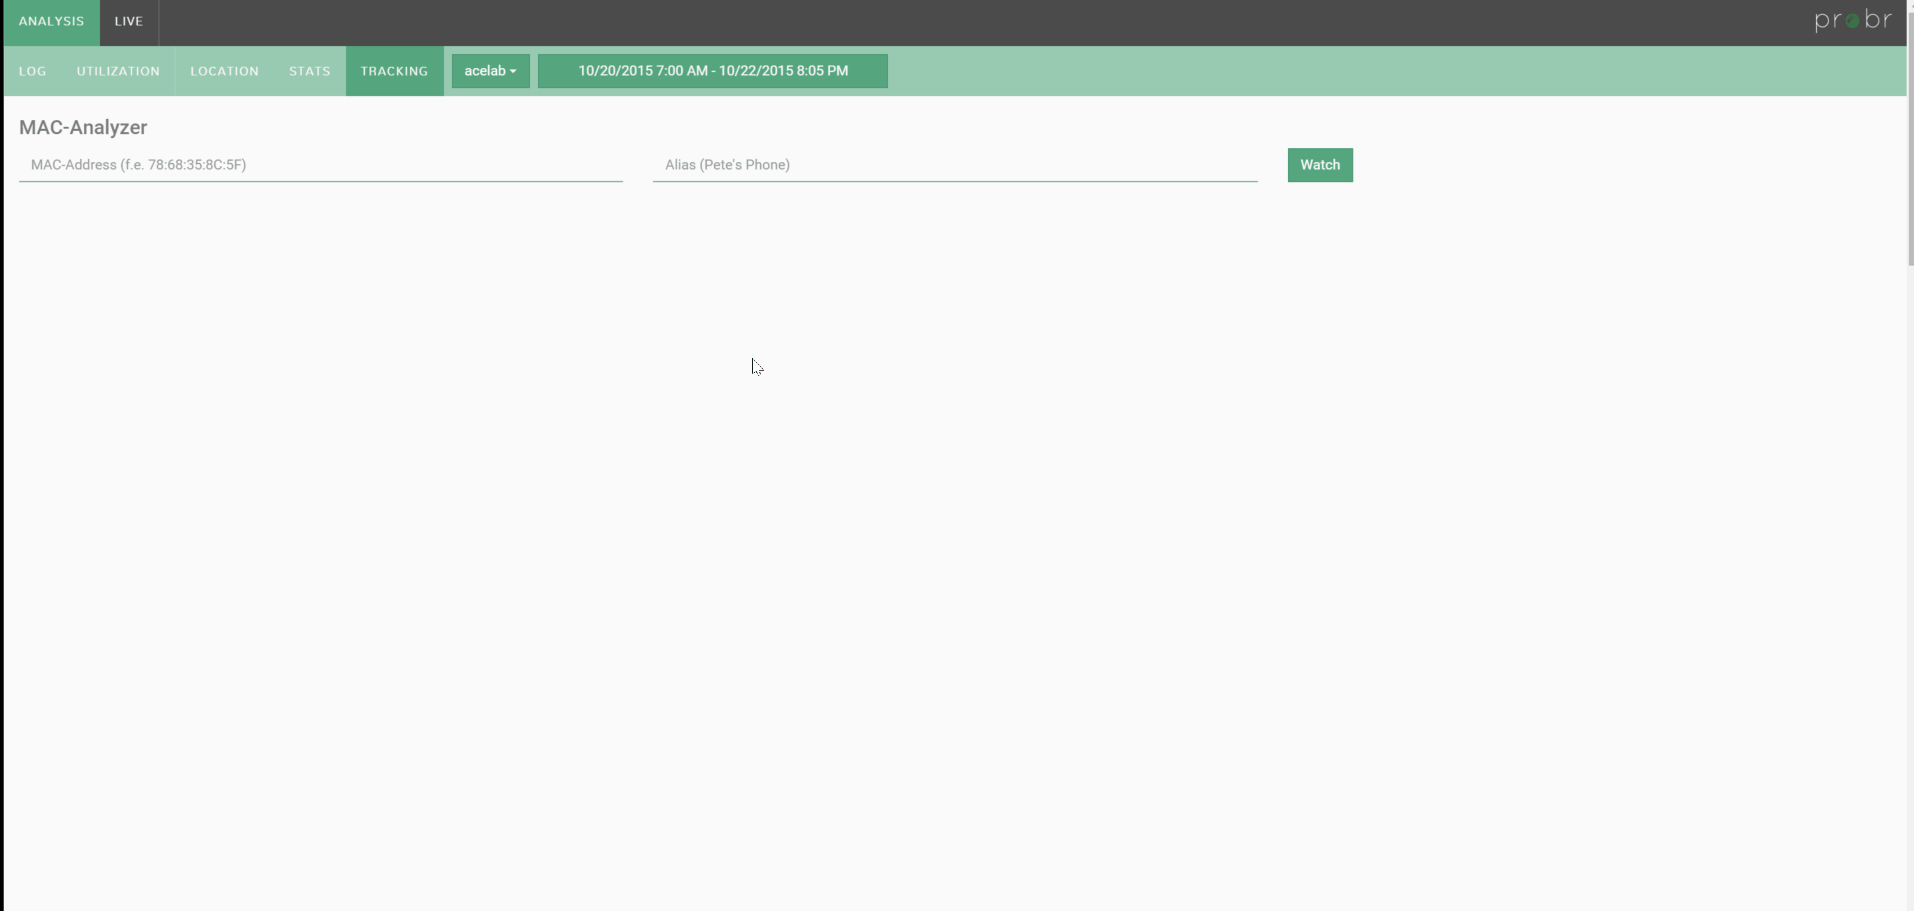 ANALYSIS LIVE probr
LOG UTILIZATION LOCATION STATS TRACKING acelab 10/20/2015 7:00 AM - 10/22/2015 8:05 PM
MAC-Analyzer
MAC-Address (f.e. 78:68:35:8C:5F) Alias (Pete's Phone) Watch